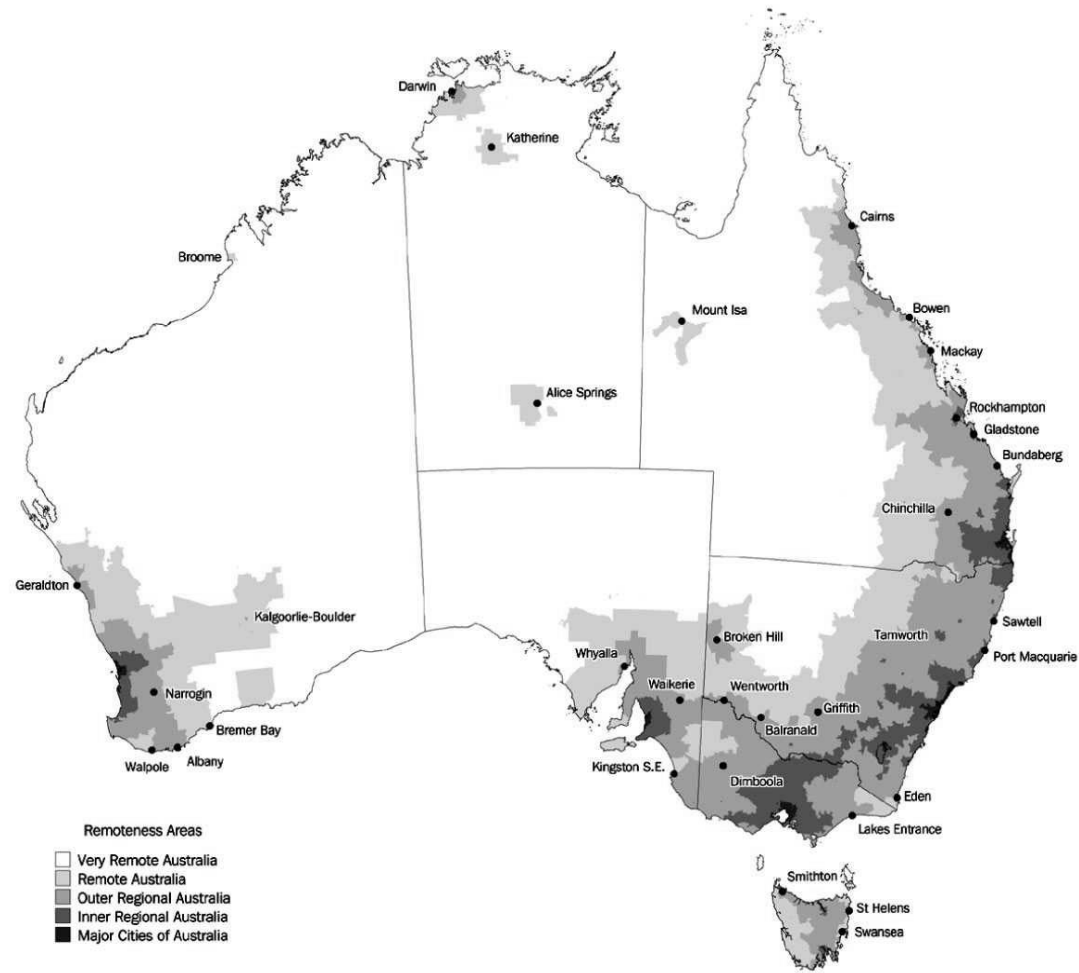 Darwin
Katherine
Cairns
Broome
Mount Isa
Bowen
Mackay
Alice Springs
Rockhampton
Gladstone
Bundaberg
Chinchilla
Geraldton
Kalgoorlie-Boulder
Sawtell
Tamworth
Broken Hill
Port Macquarie
Whyalla
Narrogin
Waikerie
Wentworth
Griffith
Bremer Bay
Balranald
Walpole
Albany
Kingston S.E.
Dimboola
Eden
Lakes Entrance
Remoteness Areas
Very Remote Australia
Remote Australia
Outer Regional Australia
Inner Regional Australia
Major Cities of Australia
Smithton
St Helens
Swansea